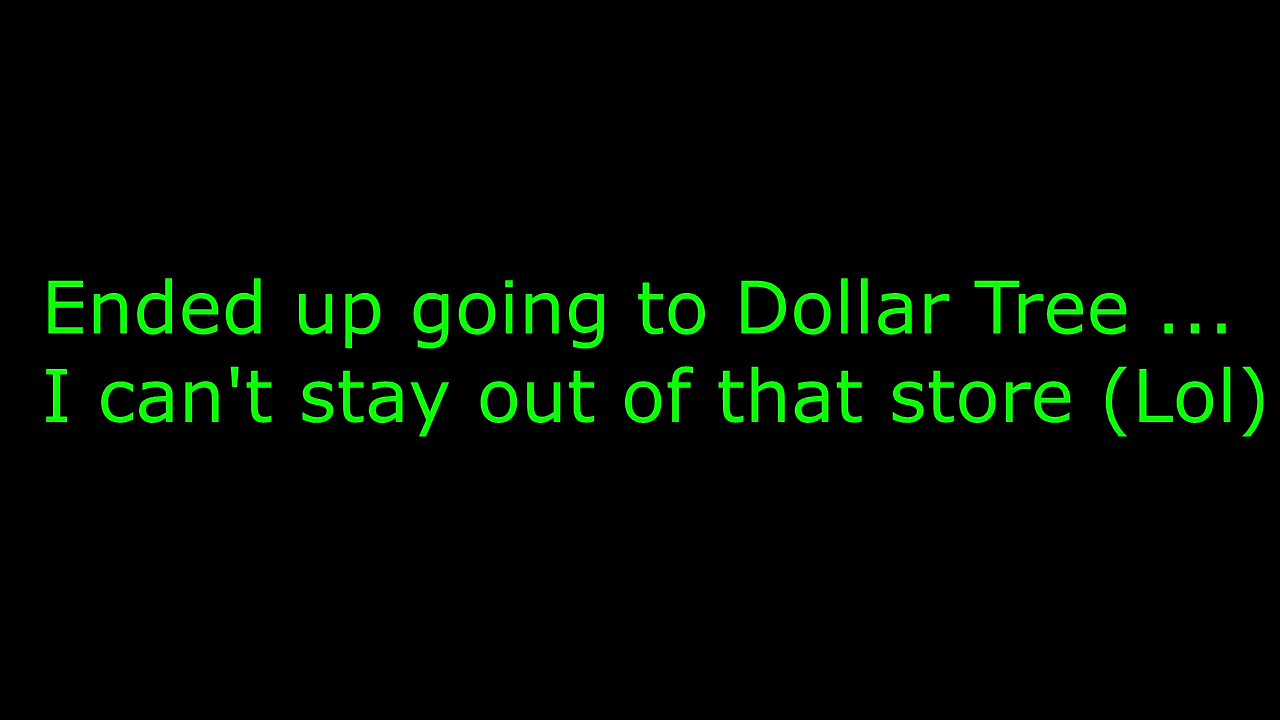 Ended up going to Dollar Tree ...
I can't stay out of that store (Lol)